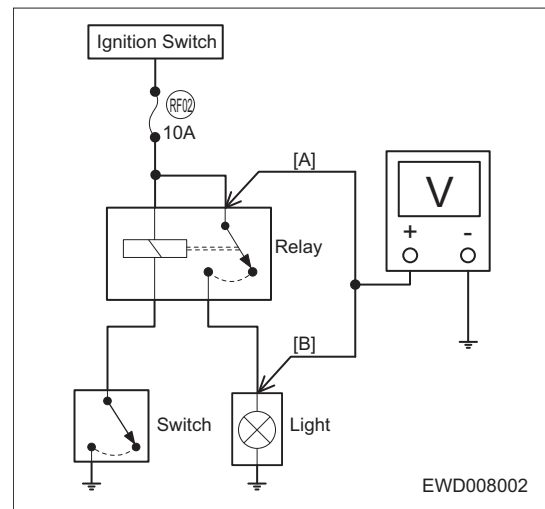 Ignition Switch
RF02
10A
[A]
V
+ -
Relay
[B]
Switch
Light
EWD008002